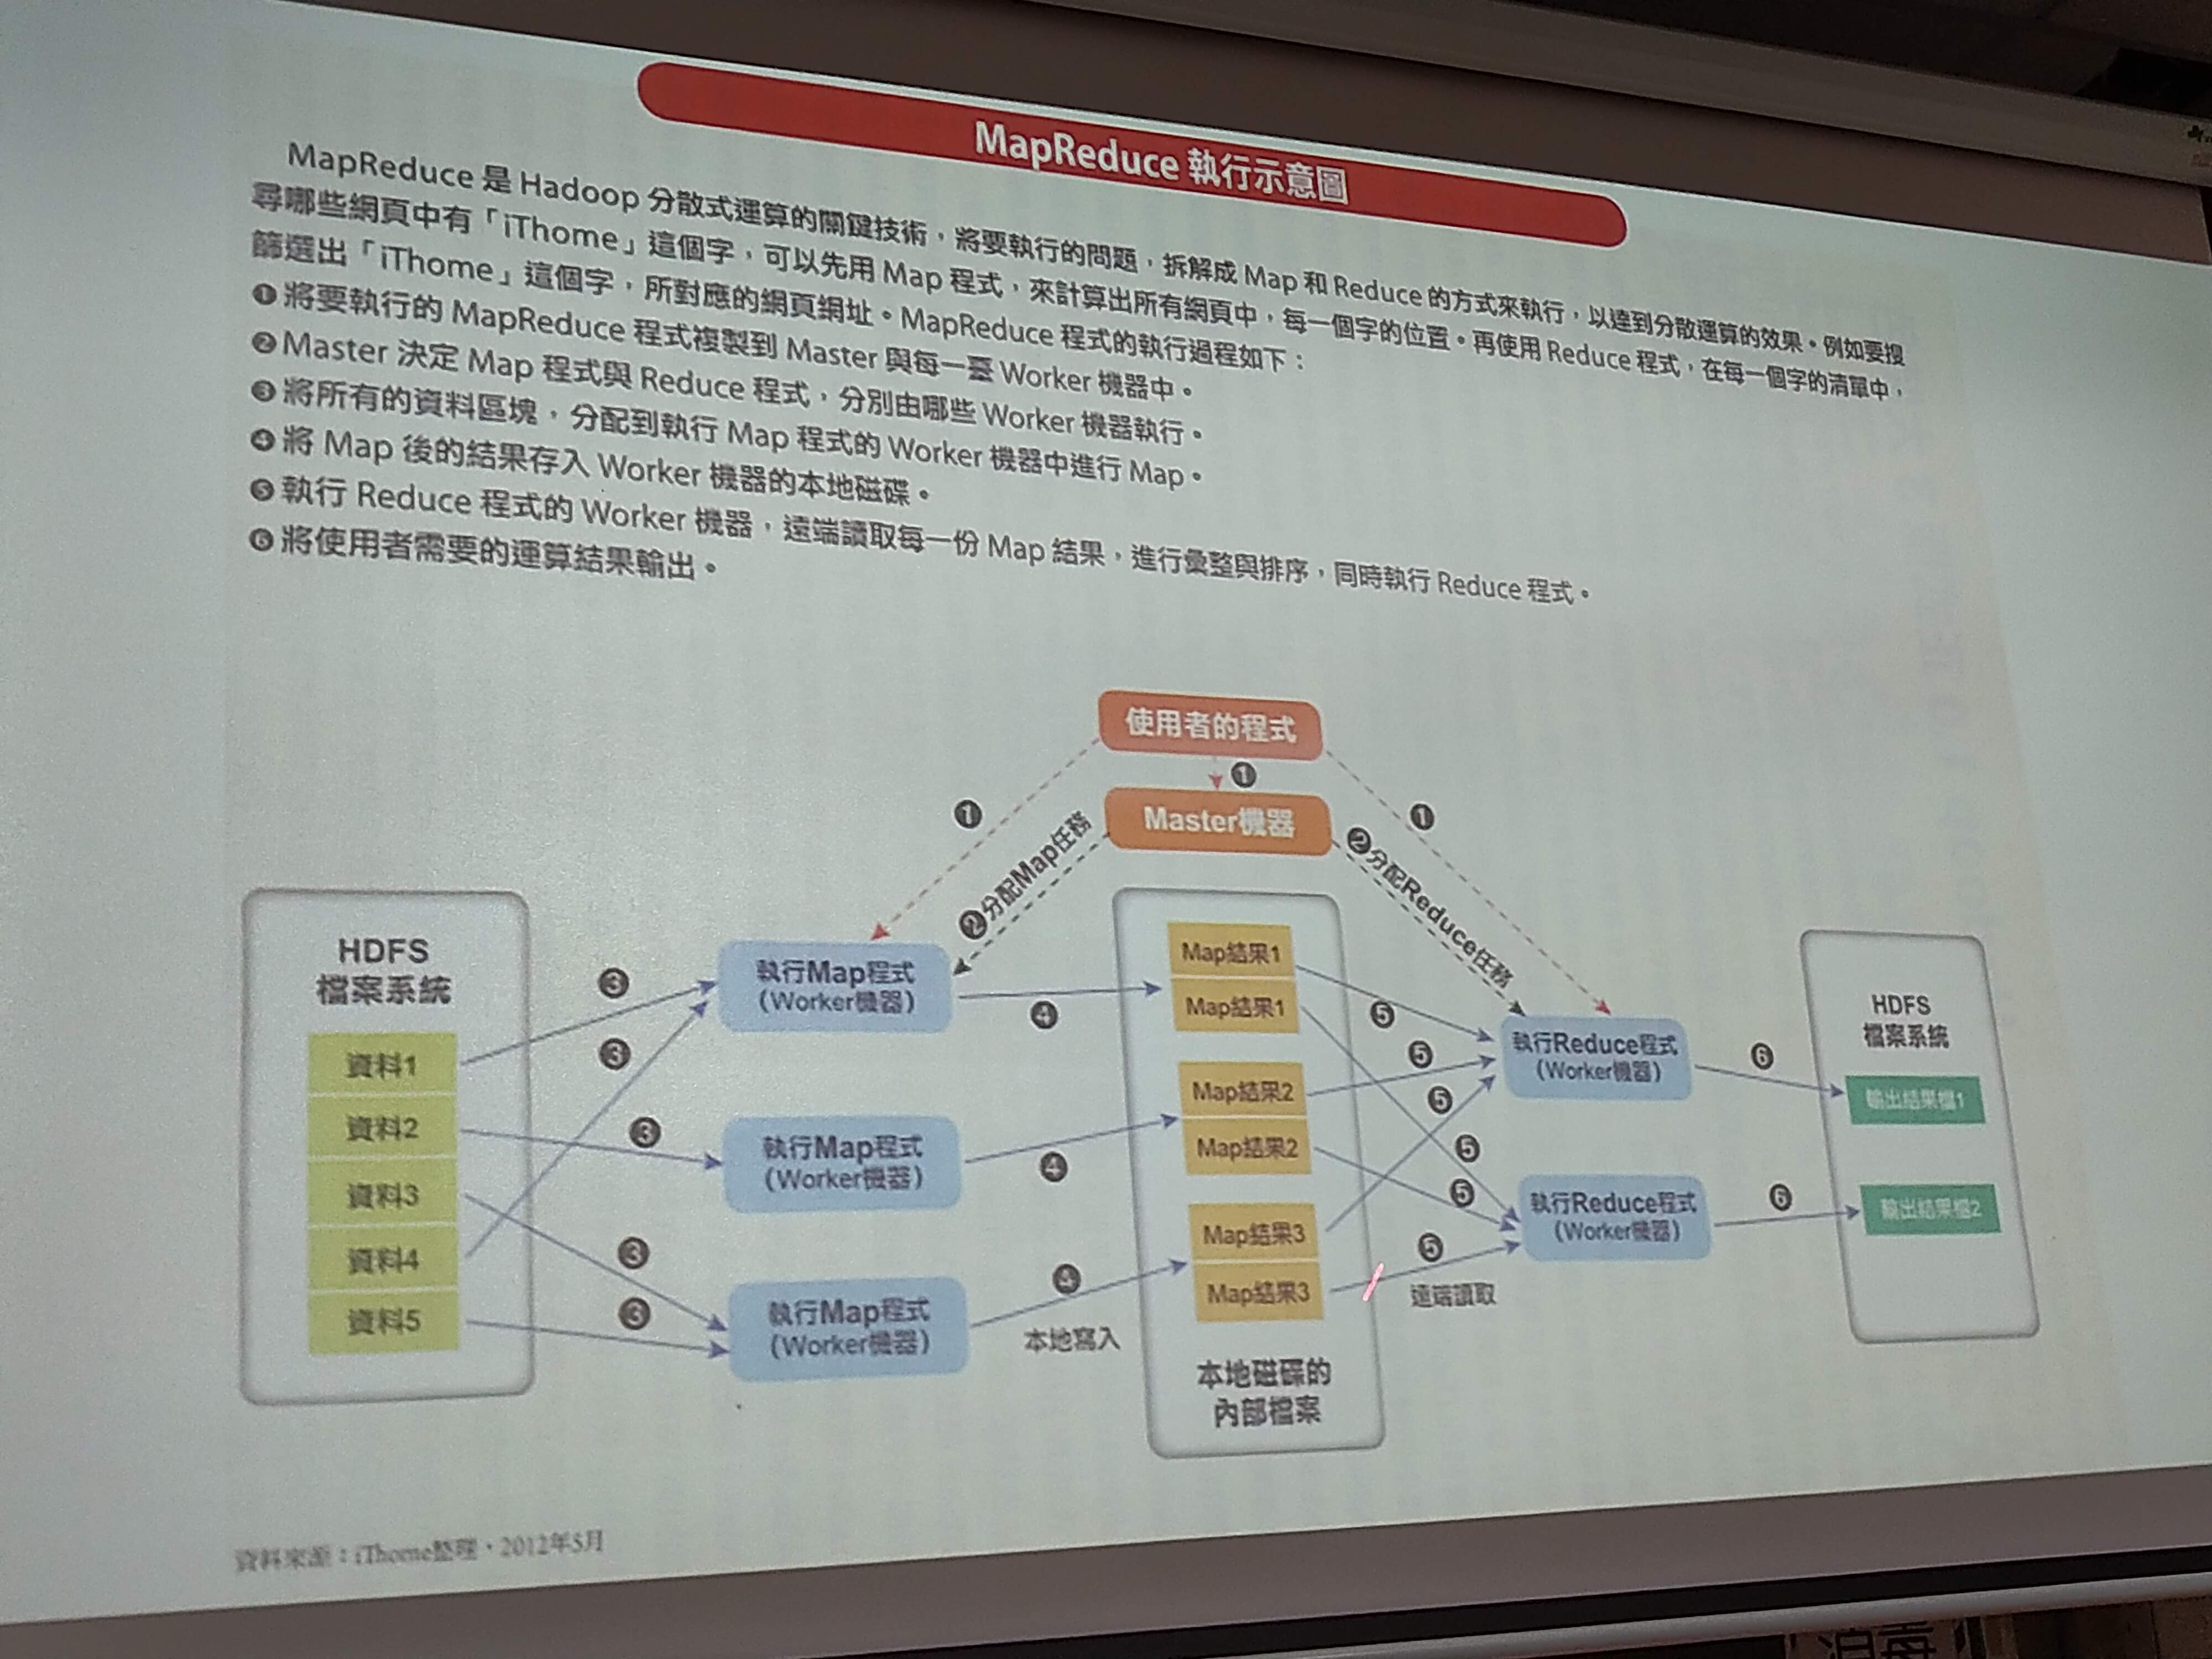 MapReduce 執行示意圖
MapReduce 是 Hadoop 分散式運算的關鍵技術，將要執行的問題，拆解成 Map 和 Reduce 的方式來執行，以達到分散運算的效果。例如要搜
尋哪些網頁中有「iThome」這個字，可以先用 Map 程式，來計算出所有網頁中，每一個字的位置。再使用 Reduce 程式，在每一個字的清單中，
篩選出「iThome」這個字，所對應的網頁網址。MapReduce 程式的執行過程如下：
❶ 將要執行的 MapReduce 程式複製到 Master 與每一臺 Worker 機器中。
❷ Master 決定 Map 程式與 Reduce 程式，分別由哪些 Worker 機器執行。
❸ 將所有的資料區塊，分配到執行 Map 程式的 Worker 機器中進行 Map。
❹ 將 Map 後的結果存入 Worker 機器的本地磁碟。
❺ 執行 Reduce 程式的 Worker 機器，遠端讀取每一份 Map 結果，進行彙整與排序，同時執行 Reduce 程式。
❻ 將使用者需要的運算結果輸出。
使用者的程式
❶
❶
❶
Master機器
❷分配Map任務
❷分配Reduce任務
HDFS
檔案系統
資料1
資料2
資料3
資料4
資料5
❸
❸
❸
❸
❸
執行Map程式
（Worker機器）
執行Map程式
（Worker機器）
執行Map程式
（Worker機器）
❹
❹
❹
本地寫入
Map結果1
Map結果1
Map結果2
Map結果2
Map結果3
Map結果3
本地磁碟的
內部檔案
❺
❺
❺
❺
❺
❺
遠端讀取
執行Reduce程式
（Worker機器）
執行Reduce程式
（Worker機器）
❻
❻
HDFS
檔案系統
輸出結果檔1
輸出結果檔2
資料來源：iThome整理，2012年5月